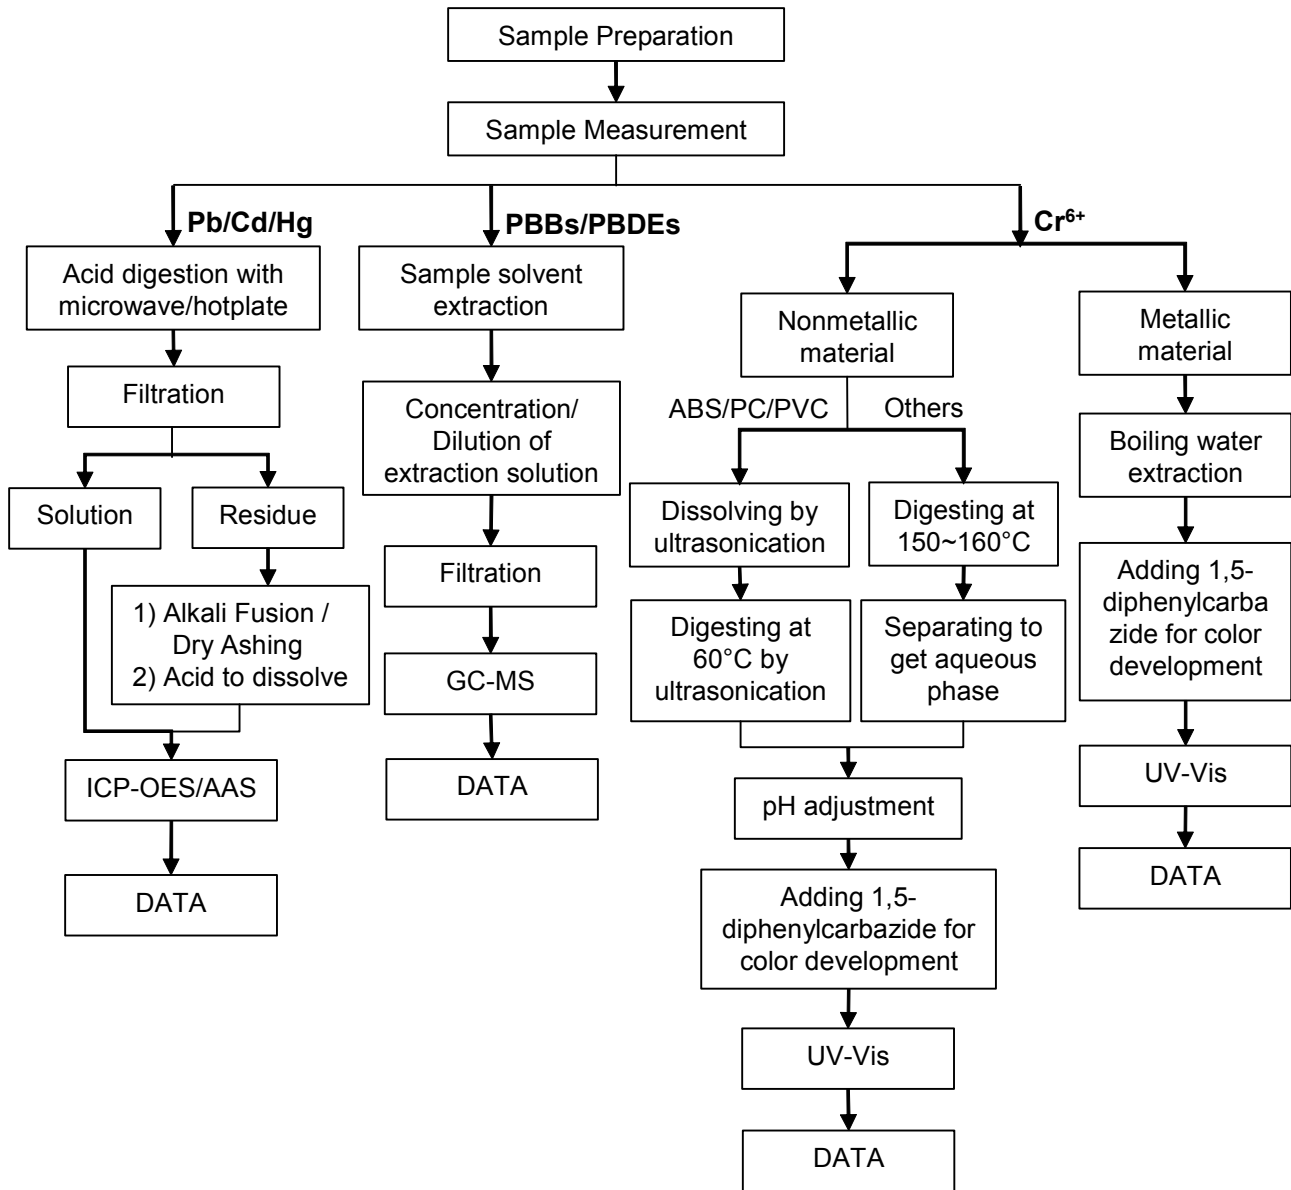 Sample Preparation
Sample Measurement
Pb/Cd/Hg
PBBs/PBDEs
Cr⁶⁺
Acid digestion with
microwave/hotplate
Filtration
Solution
Residue
1) Alkali Fusion /
Dry Ashing
2) Acid to dissolve
ICP-OES/AAS
DATA
Sample solvent
extraction
Concentration/
Dilution of
extraction solution
Filtration
GC-MS
DATA
Nonmetallic
material
ABS/PC/PVC
Others
Dissolving by
ultrasonication
Digesting at
60°C by
ultrasonication
Digesting at
150~160°C
Separating to
get aqueous
phase
pH adjustment
Adding 1,5-
diphenylcarbazide for
color development
UV-Vis
DATA
Metallic
material
Boiling water
extraction
Adding 1,5-
diphenylcarba
zide for color
development
UV-Vis
DATA